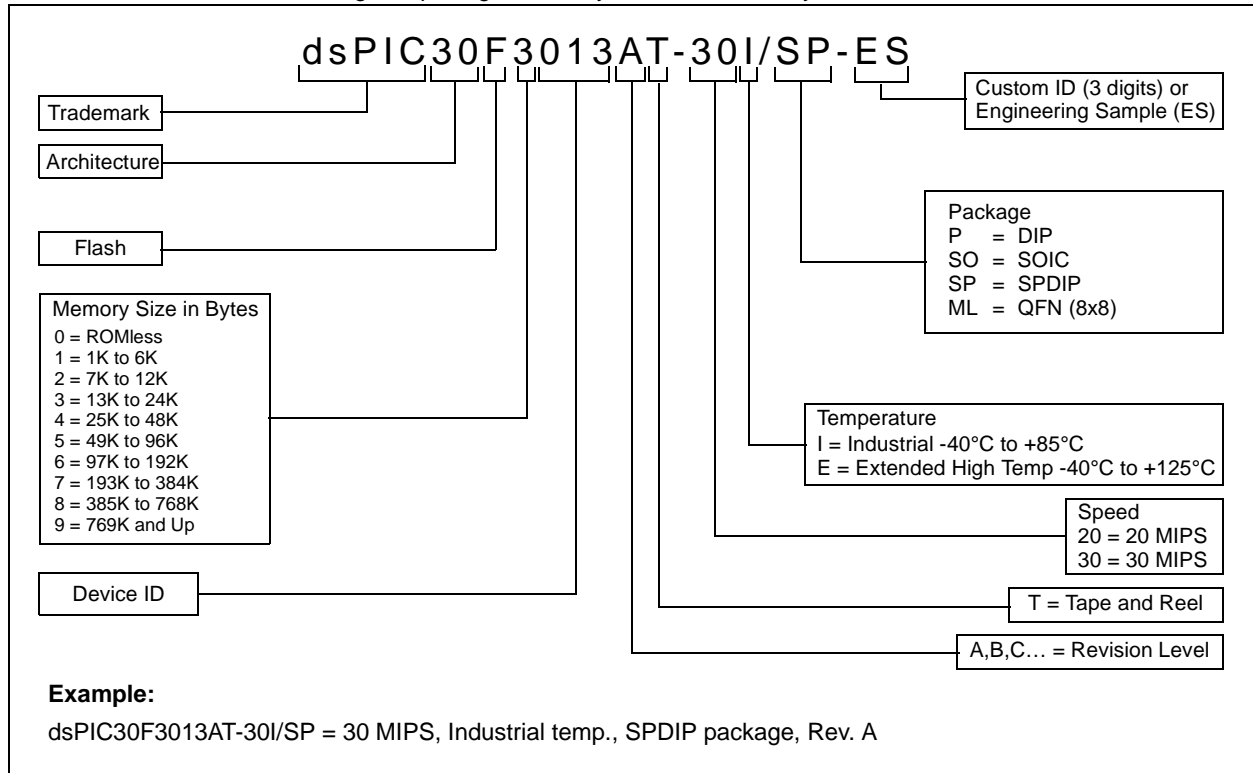 dsPIC30F3013AT-30I/SP-ES
Trademark
Architecture
Flash
Memory Size in Bytes
0 = ROMless
1 = 1K to 6K
2 = 7K to 12K
3 = 13K to 24K
4 = 25K to 48K
5 = 49K to 96K
6 = 97K to 192K
7 = 193K to 384K
8 = 385K to 768K
9 = 769K and Up
Device ID
Custom ID (3 digits) or
Engineering Sample (ES)
Package
P = DIP
SO = SOIC
SP = SPDIP
ML = QFN (8x8)
Temperature
I = Industrial -40°C to +85°C
E = Extended High Temp -40°C to +125°C
Speed
20 = 20 MIPS
30 = 30 MIPS
T = Tape and Reel
A,B,C… = Revision Level
Example:
dsPIC30F3013AT-30I/SP = 30 MIPS, Industrial temp., SPDIP package, Rev. A